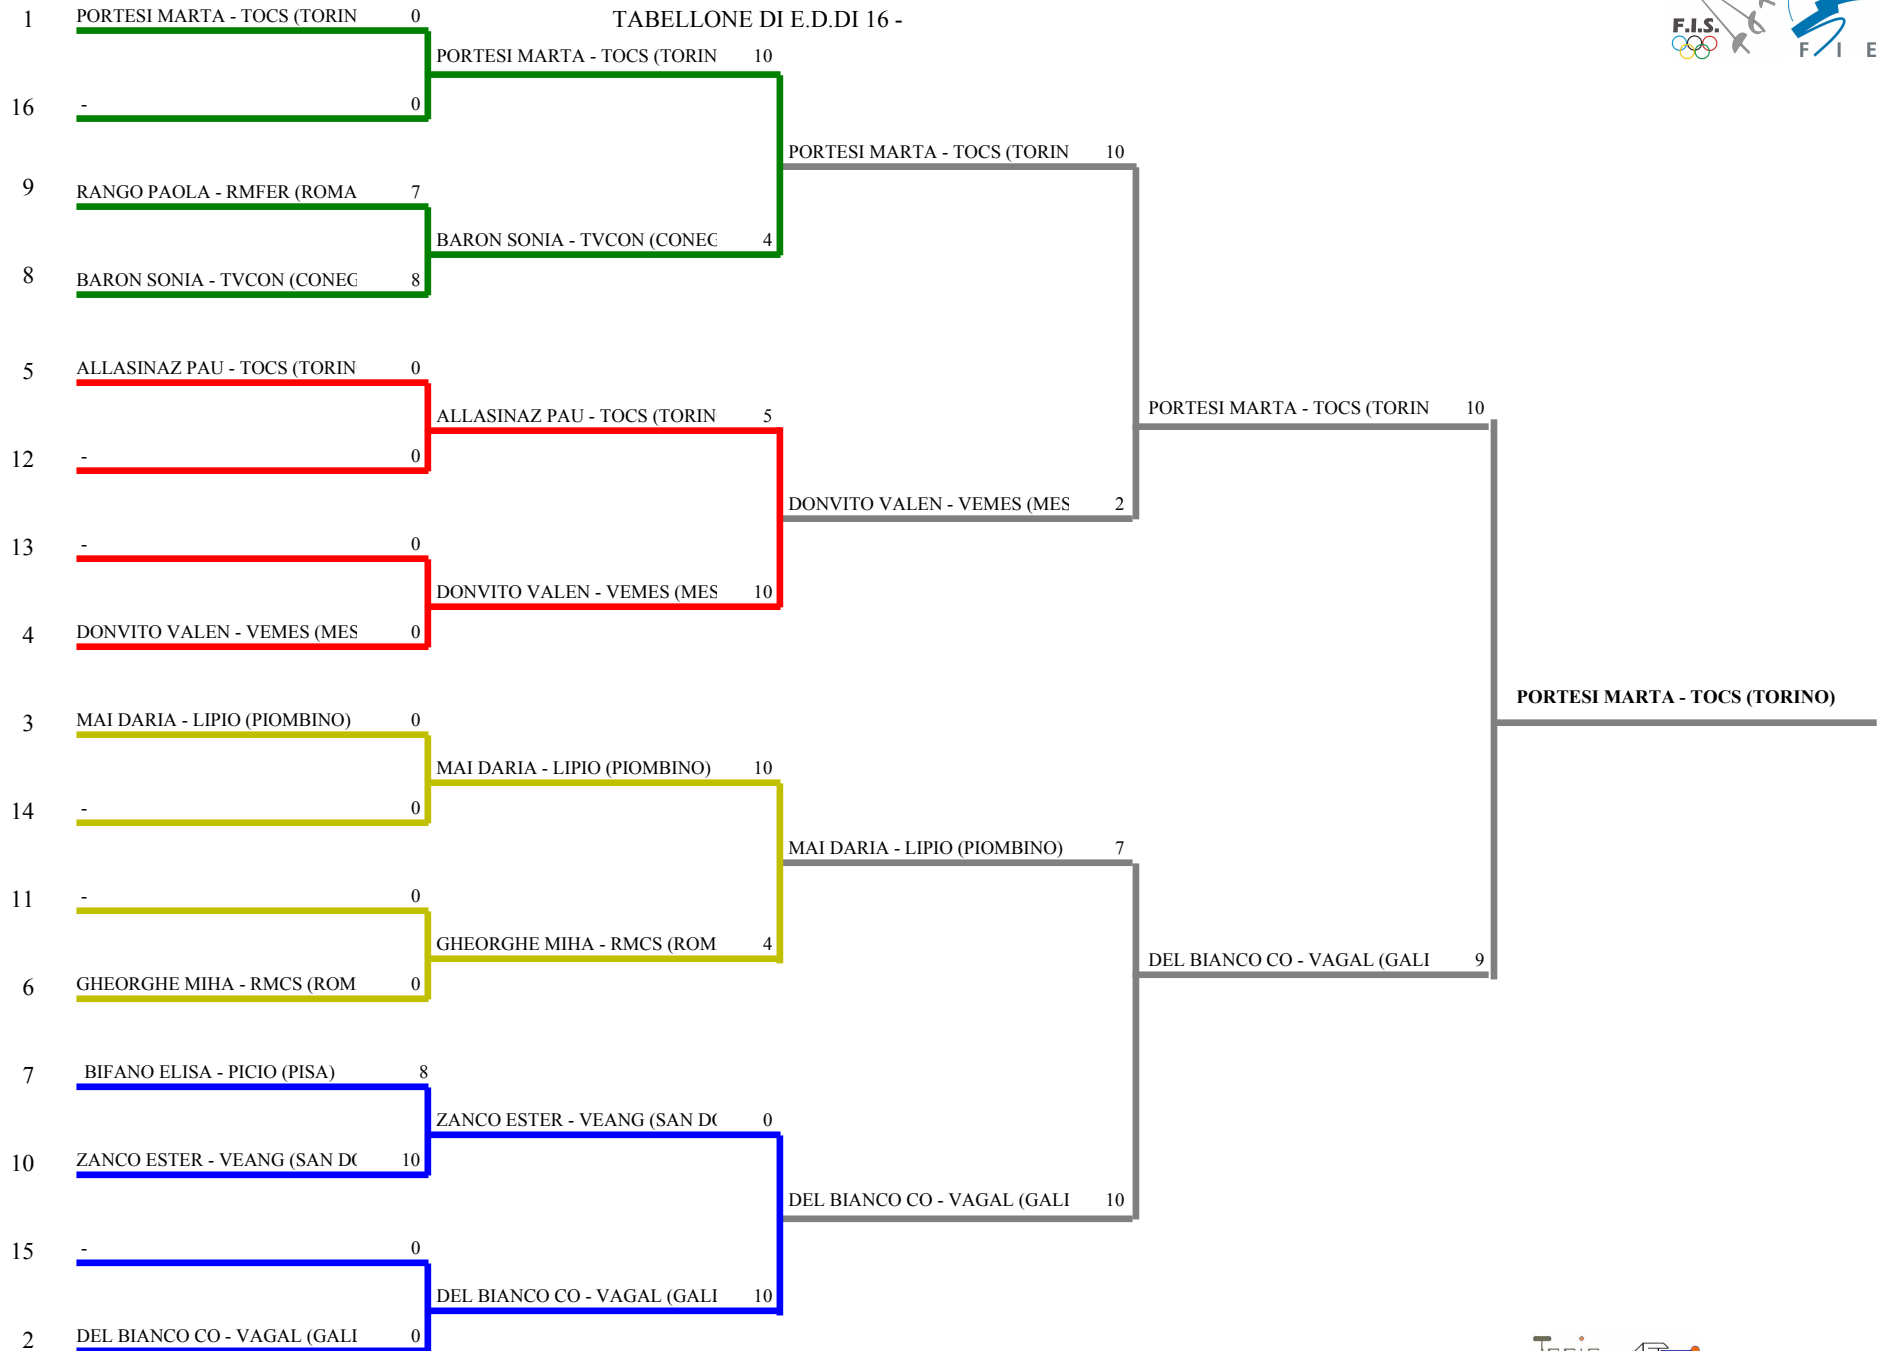 TABELLONE DI E.D.DI 16 -
F.I.S.
F I E
1 PORTESI MARTA - TOCS (TORIN 0
PORTESI MARTA - TOCS (TORIN 10
16 - 0
PORTESI MARTA - TOCS (TORIN 10
9 RANGO PAOLA - RMFER (ROMA 7
BARON SONIA - TVCON (CONEG 4
8 BARON SONIA - TVCON (CONEG 8
5 ALLASINAZ PAU - TOCS (TORIN 0
ALLASINAZ PAU - TOCS (TORIN 5
PORTESI MARTA - TOCS (TORIN 10
12 - 0
DONVITO VALEN - VEMES (MES 2
13 - 0
DONVITO VALEN - VEMES (MES 10
4 DONVITO VALEN - VEMES (MES 0
PORTESI MARTA - TOCS (TORINO)
3 MAI DARIA - LIPIO (PIOMBINO) 0
MAI DARIA - LIPIO (PIOMBINO) 10
14 - 0
MAI DARIA - LIPIO (PIOMBINO) 7
11 - 0
GHEORGHE MIHA - RMCS (ROM 4
DEL BIANCO CO - VAGAL (GALI 9
6 GHEORGHE MIHA - RMCS (ROM 0
7 BIFANO ELISA - PICIO (PISA) 8
ZANCO ESTER - VEANG (SAN DO 0
10 ZANCO ESTER - VEANG (SAN DO 10
DEL BIANCO CO - VAGAL (GALI 10
15 - 0
DEL BIANCO CO - VAGAL (GALI 10
2 DEL BIANCO CO - VAGAL (GALI 0